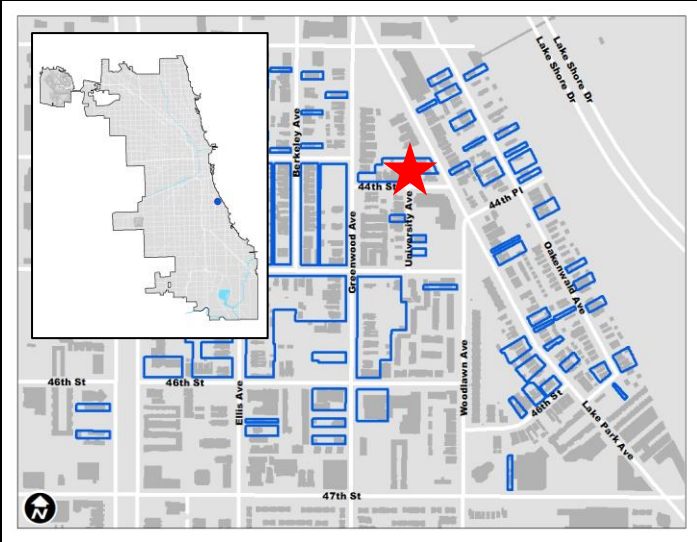 Lake Shore Dr
Lake Shore Dr
Berkeley Ave
44th St
University Ave
44th Pl
Greenwood Ave
Oakenwald Ave
Woodlawn Ave
46th St
46th St
Ellis Ave
46th St
Lake Park Ave
47th St
N